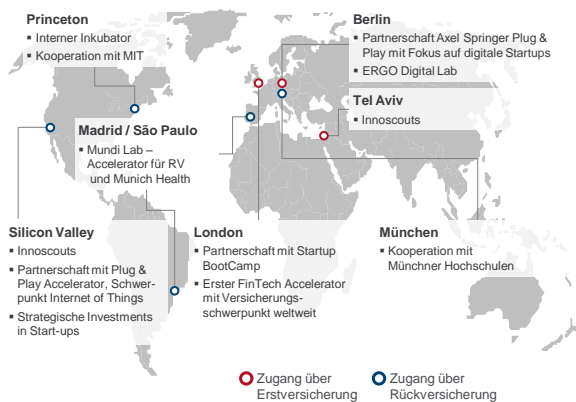 Princeton
▪ Interner Inkubator
▪ Kooperation mit MIT
Berlin
▪ Partnerschaft Axel Springer Plug &
Play mit Fokus auf digitale Startups
▪ ERGO Digital Lab
Tel Aviv
▪ Innoscouts
Madrid / São Paulo
▪ Mundi Lab –
Accelerator für RV
und Munich Health
Silicon Valley
▪ Innoscouts
▪ Partnerschaft mit Plug &
Play Accelerator, Schwer-
punkt Internet of Things
▪ Strategische Investments
in Start-ups
London
▪ Partnerschaft mit Startup
BootCamp
▪ Erster FinTech Accelerator
mit Versicherungs-
schwerpunkt weltweit
München
▪ Kooperation mit
Münchner Hochschulen
Zugang über
Erstversicherung
Zugang über
Rückversicherung